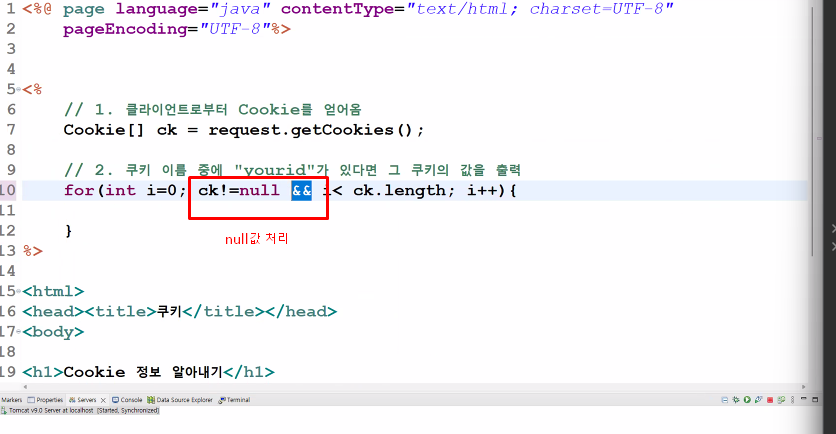 1 <%@ page language="java" contentType="text/html; charset=UTF-8"
2 pageEncoding="UTF-8"%>
3
4
5 <%
6 // 1. 클라이언트로부터 Cookie를 얻어옴
7 Cookie[] ck = request.getCookies();
8
9 // 2. 쿠키 이름 중에 "yourid"가 있다면 그 쿠키의 값을 출력
10 for(int i=0; ck!=null && i< ck.length; i++){
11
12 }
null값 처리
13 %>
14
15 <html>
16 <head><title>쿠키</title></head>
17 <body>
18
19 <h1>Cookie 정보 알아내기</h1>
Markers Properties Servers Console Data Source Explorer Terminal
Tomcat v9.0 Server at localhost [Started, Synchronized]